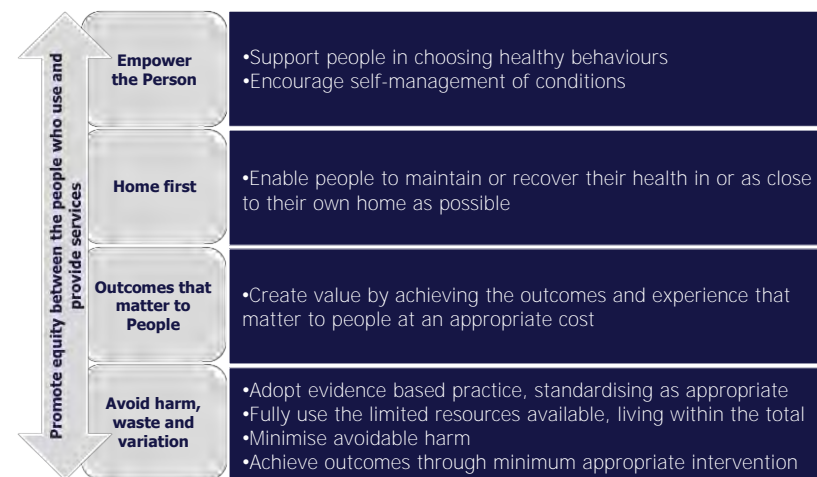 Promote equity between the people who use and
provide services
Empower
the Person
•Support people in choosing healthy behaviours
•Encourage self-management of conditions
Home first
•Enable people to maintain or recover their health in or as close
to their own home as possible
Outcomes that
matter to
People
•Create value by achieving the outcomes and experience that
matter to people at an appropriate cost
Avoid harm,
waste and
variation
•Adopt evidence based practice, standardising as appropriate
•Fully use the limited resources available, living within the total
•Minimise avoidable harm
•Achieve outcomes through minimum appropriate intervention